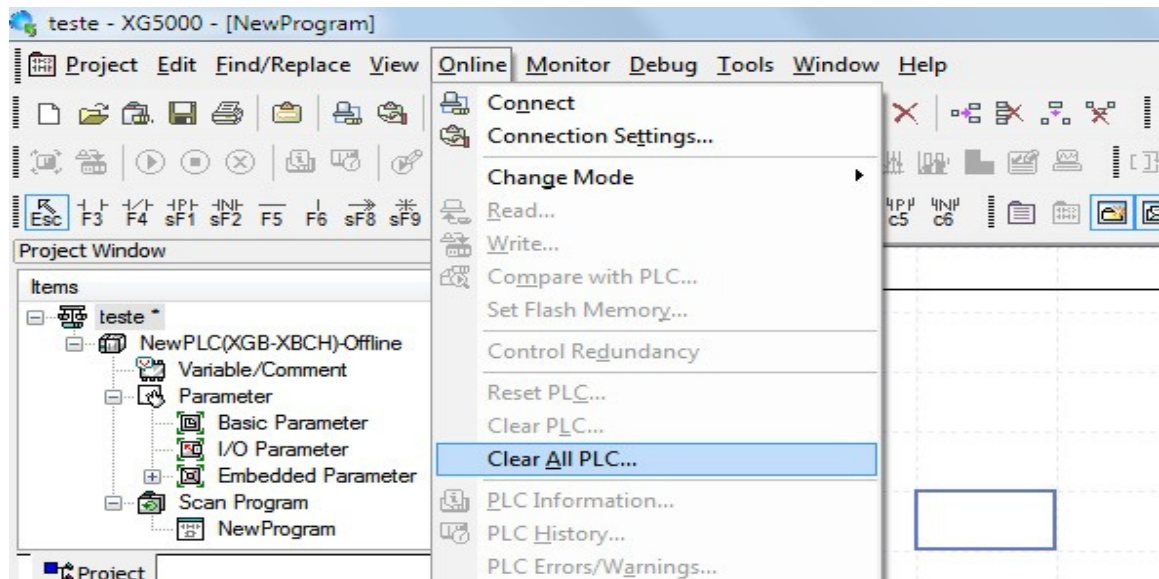 teste - XG5000 - [NewProgram]
Project Edit Find/Replace View Online Monitor Debug Tools Window Help
Connect
Connection Settings...
Change Mode
Read...
Write...
Compare with PLC...
Set Flash Memory...
Control Redundancy
Reset PLC...
Clear PLC...
Clear All PLC...
PLC Information...
PLC History...
PLC Errors/Warnings...
Esc F3 F4 sF1 sF2 F5 F6 sF8 sF9 c5 c6
Project Window
Items
teste *
NewPLC(XGB-XBCH)-Offline
Variable/Comment
Parameter
Basic Parameter
I/O Parameter
Embedded Parameter
Scan Program
NewProgram
Project